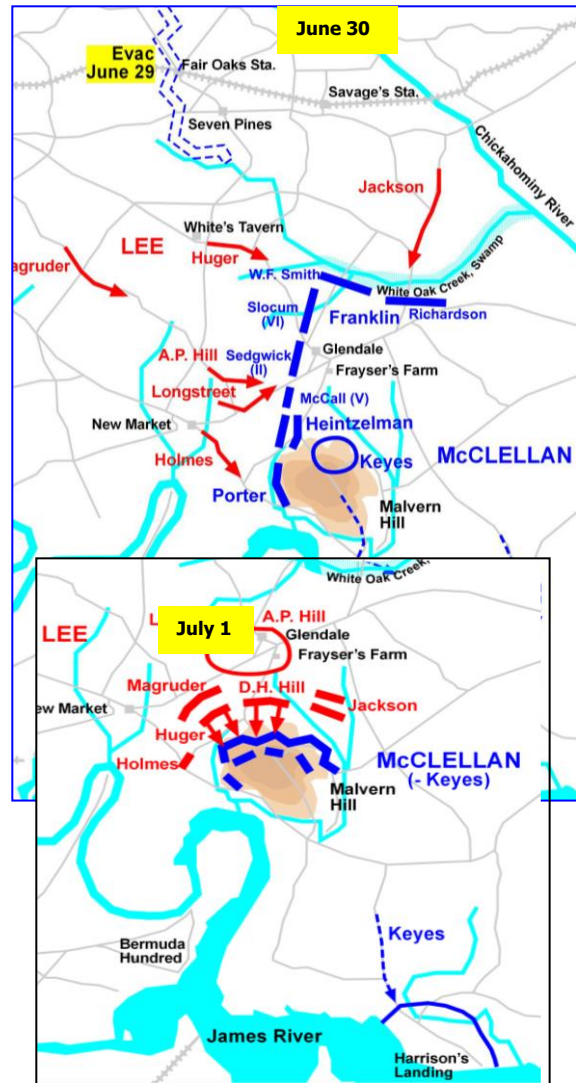 June 30
Evac
June 29
Fair Oaks Sta.
Savage's Sta.
Seven Pines
Chickahominy River
Jackson
White's Tavern
LEE
Huger
agruder
W.F. Smith
White Oak Creek, Swamp
Slocum
(VI)
Franklin
Richardson
A.P. Hill
Sedgwick
(II)
Glendale
Frayser's Farm
Longstreet
McCall (V)
New Market
Heintzelman
Holmes
Keyes
McCLELLAN
Porter
Malvern
Hill
White Oak Creek,
July 1
L
A.P. Hill
LEE
Glendale
Frayser's Farm
Magruder
D.H. Hill
Jackson
ew Market
Huger
Holmes
McCLELLAN
(- Keyes)
Malvern
Hill
Bermuda
Hundred
Keyes
James River
Harrison's
Landing